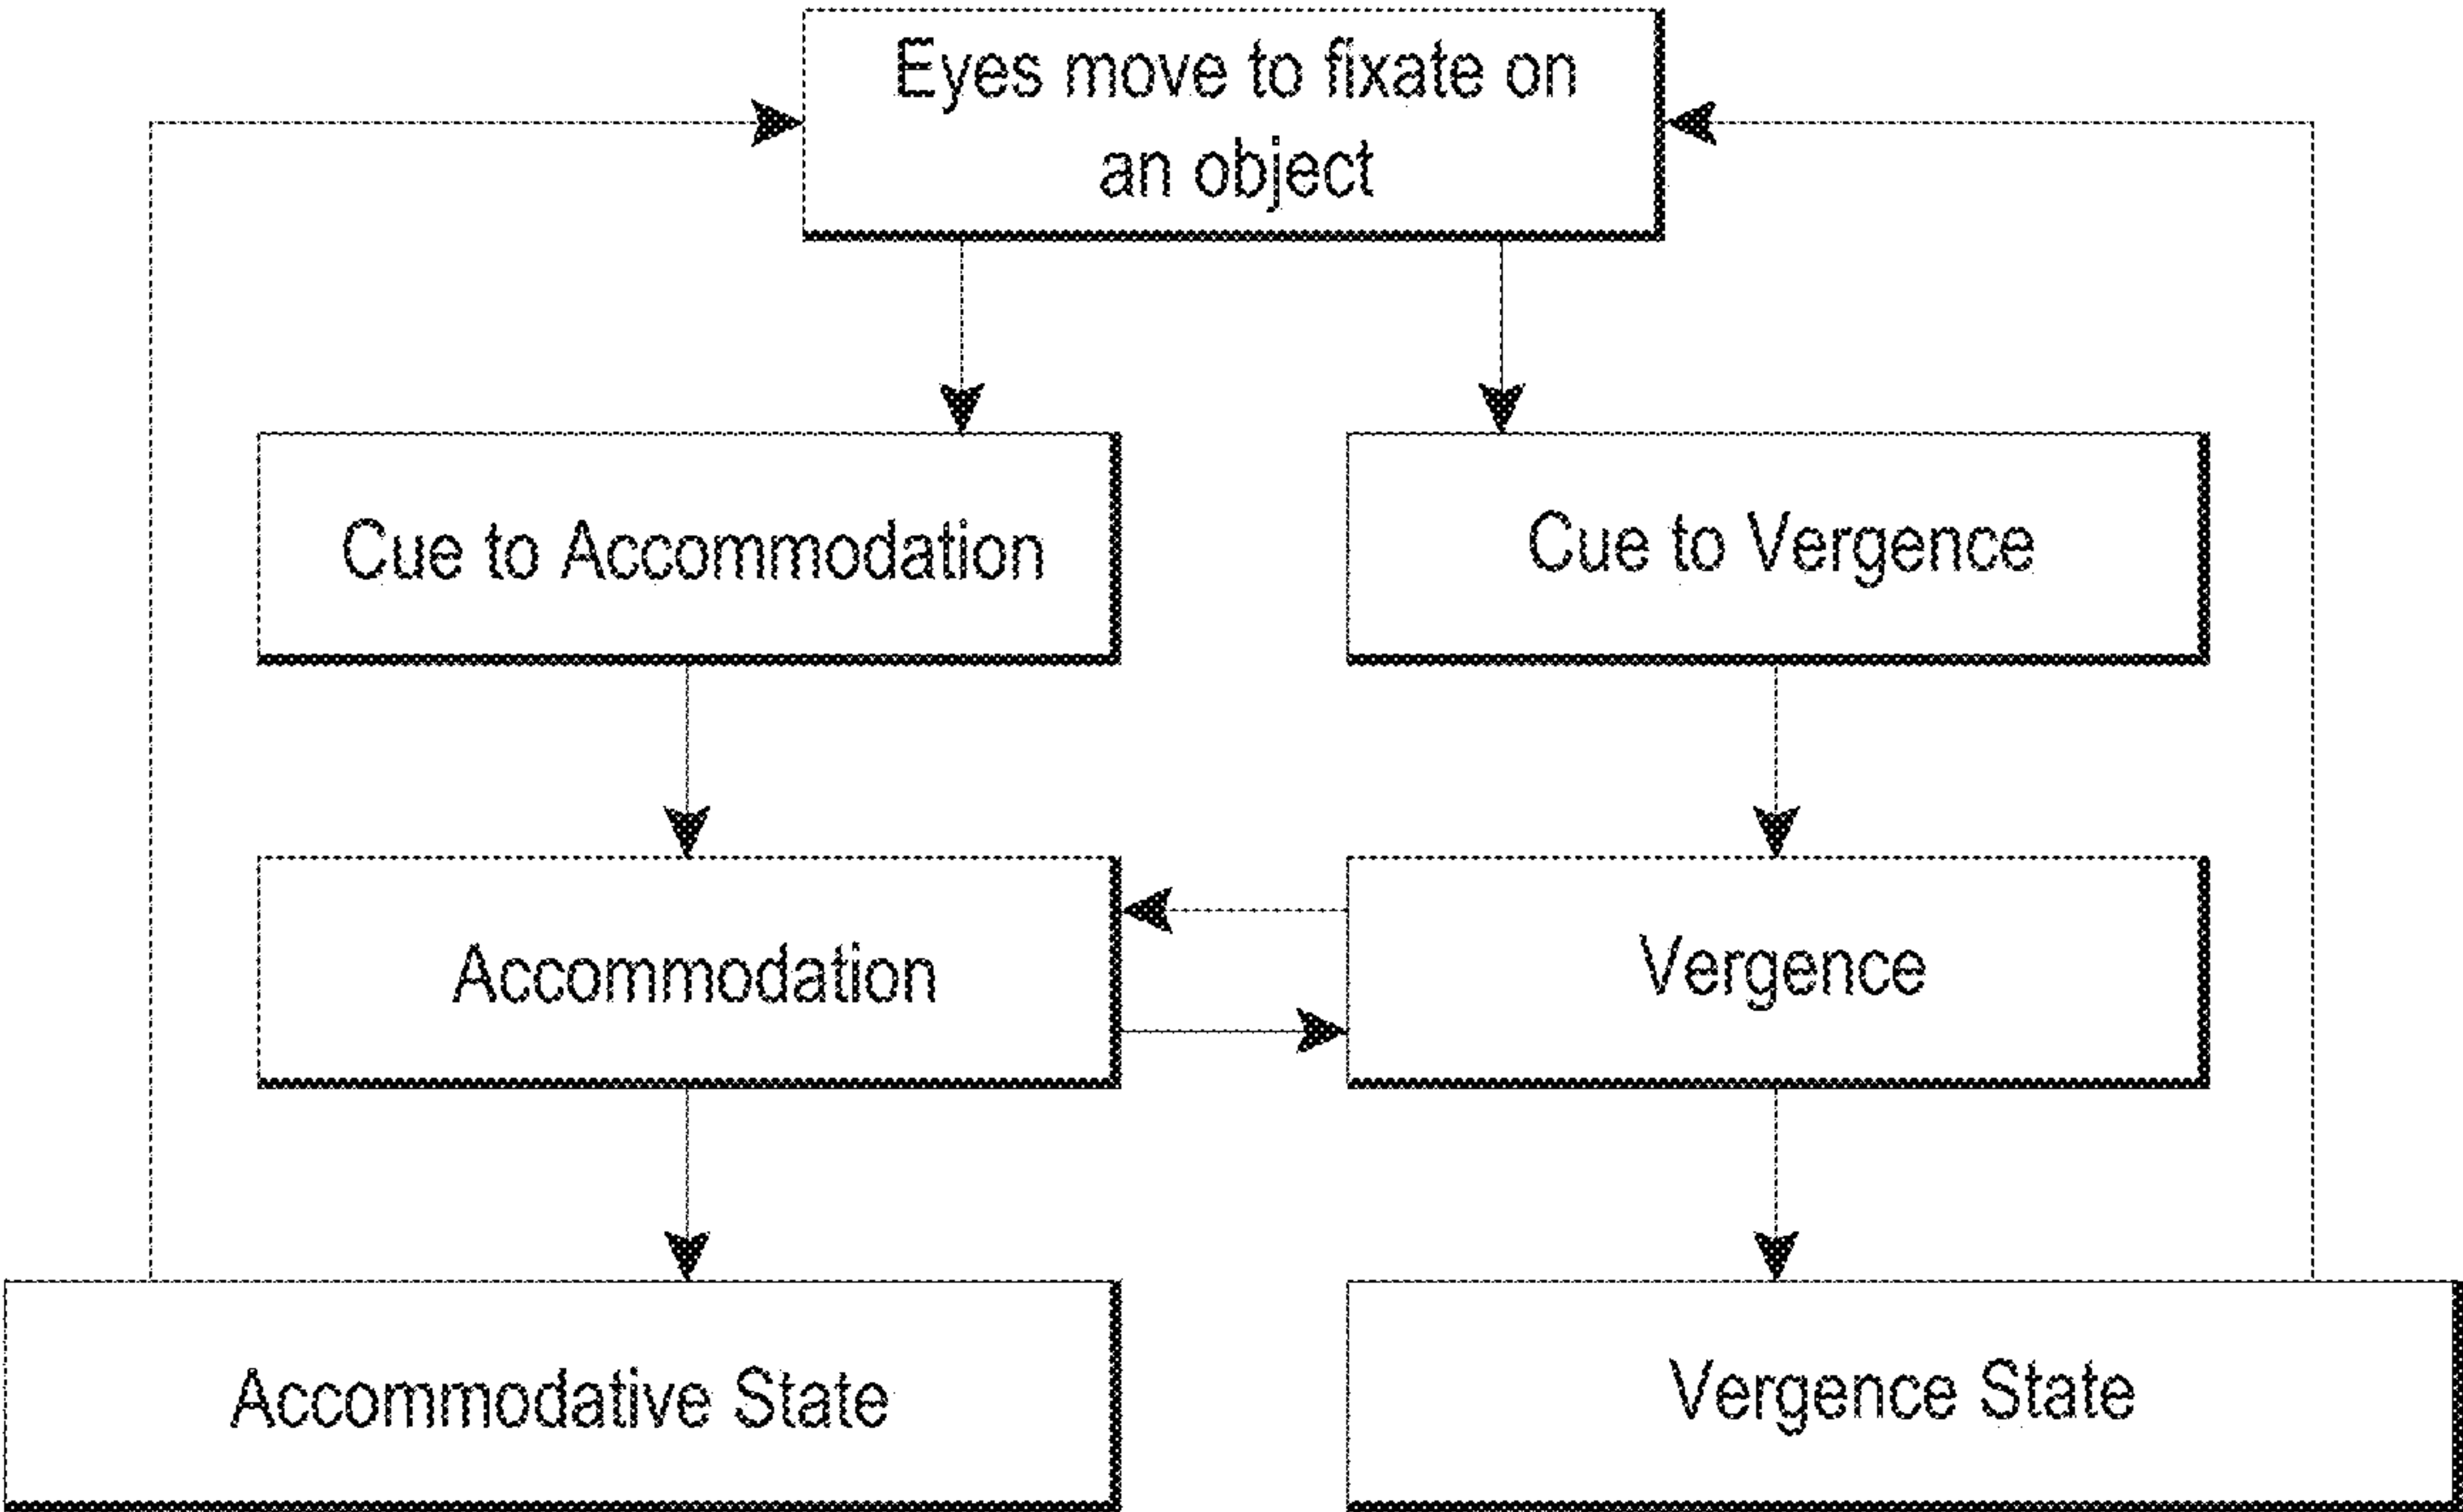 Eyes move to fixate on
an object
Cue to Accommodation
Cue to Vergence
Accommodation
Vergence
Accommodative State
Vergence State